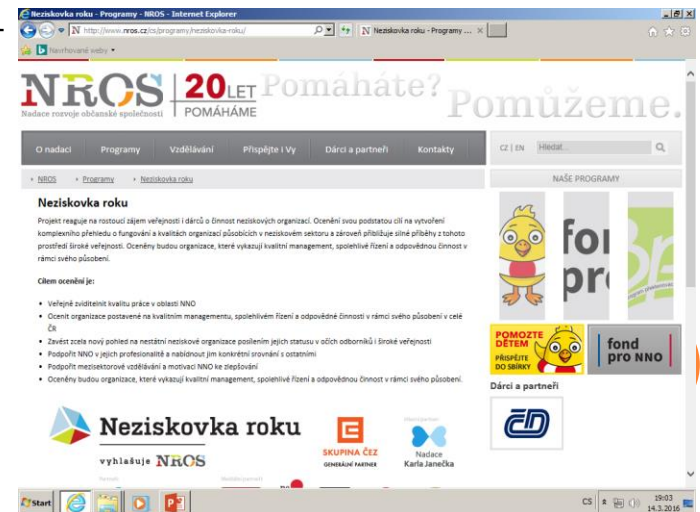 Neziskovka roku - Programy - NROS - Internet Explorer
http://www.nros.cz/cs/programy/neziskovka-roku/
Neziskovka roku - Programy ...
Navrhované weby
NROS
Nadace rozvoje občanské společnosti
20 LET
POMÁHÁME
Pomáháte?
Pomůžeme.
O nadaci Programy Vzdělávání Přispějte I Vy Dárci a partneři Kontakty
CZ | EN Hledat...
NROS Programy Neziskovka roku
NAŠE PROGRAMY
Neziskovka roku
Projekt reaguje na rostoucí zájem veřejnosti i dárců o činnost neziskových organizací. Ocenění svou podstatou cílí na vytvoření
komplexního přehledu o fungování a kvalitách organizací působících v neziskovém sektoru a zároveň přibližuje silné příběhy z tohoto
prostředí široké veřejnosti. Oceněny budou organizace, které vykazují kvalitní management, spolehlivé řízení a odpovědnou činnost v
rámci svého působení.
Cílem ocenění je:
Veřejně zviditelnit kvalitu práce v oblasti NNO
Ocenit organizace postavené na kvalitním managementu, spolehlivém řízení a odpovědné činnosti v rámci svého působení v celé
ČR
Zavést zcela nový pohled na nestátní neziskové organizace posílením jejich statusu v očích odborníků i široké veřejnosti
Podpořit NNO v jejich profesionalitě a nabídnout jim konkrétní srovnání s ostatními
Podpořit mezisektorové vzdělávání a motivaci NNO ke zlepšování
Oceněny budou organizace, které vykazují kvalitní management, spolehlivé řízení a odpovědnou činnost v rámci svého působení.
POMOZTE
DĚTEM
PŘISPĚJTE
DO SBÍRKY
fond
pro NNO
Dárci a partneři
ČD
Neziskovka roku
vyhlašuje NROS
SKUPINA ČEZ
GENERÁLNÍ PARTNER
Nadace
Karla Janečka
Start
CS
19:03
14.3.2016